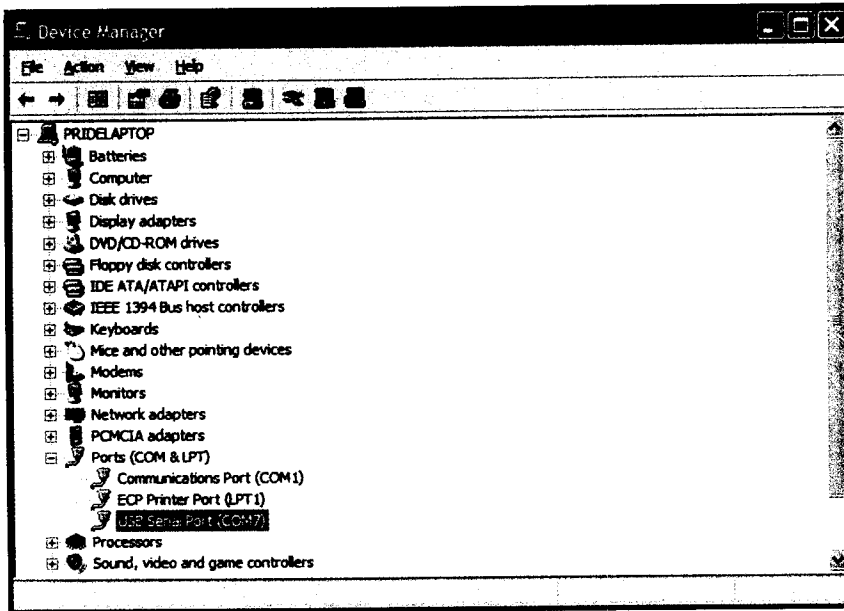 Device Manager
File Action View Help
PRIDELAPTOP
Batteries
Computer
Disk drives
Display adapters
DVD/CD-ROM drives
Floppy disk controllers
IDE ATA/ATAPI controllers
IEEE 1394 Bus host controllers
Keyboards
Mice and other pointing devices
Modems
Monitors
Network adapters
PCMCIA adapters
Ports (COM & LPT)
Communications Port (COM1)
ECP Printer Port (LPT1)
USB Serial Port (COM7)
Processors
Sound, video and game controllers